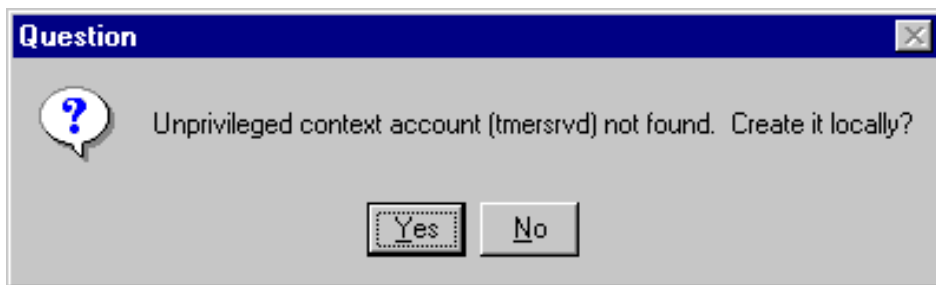 Question
Unprivileged context account (tmersrvd) not found.  Create it locally?
Yes No